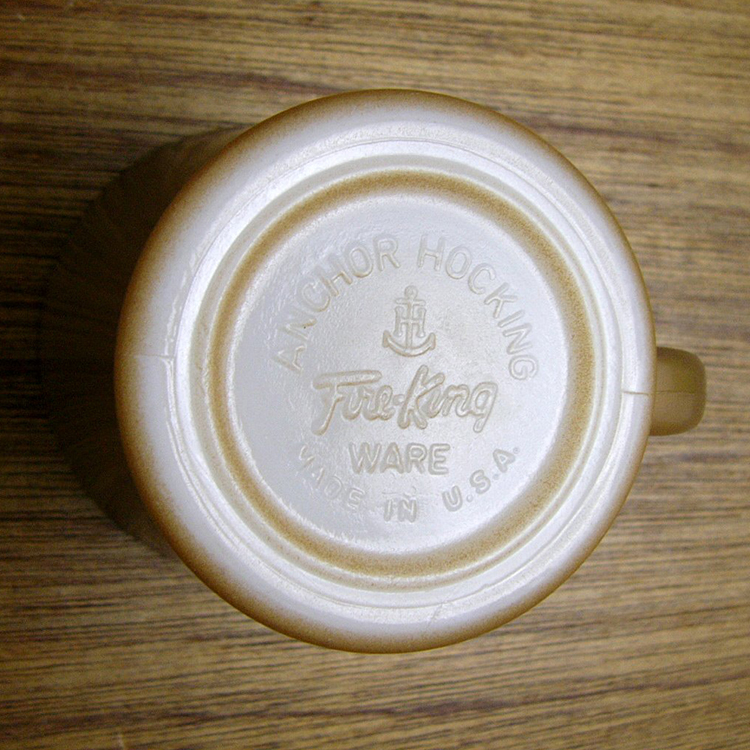 ANCHOR HOCKING
H
Fire-King
WARE
MADE IN U.S.A.